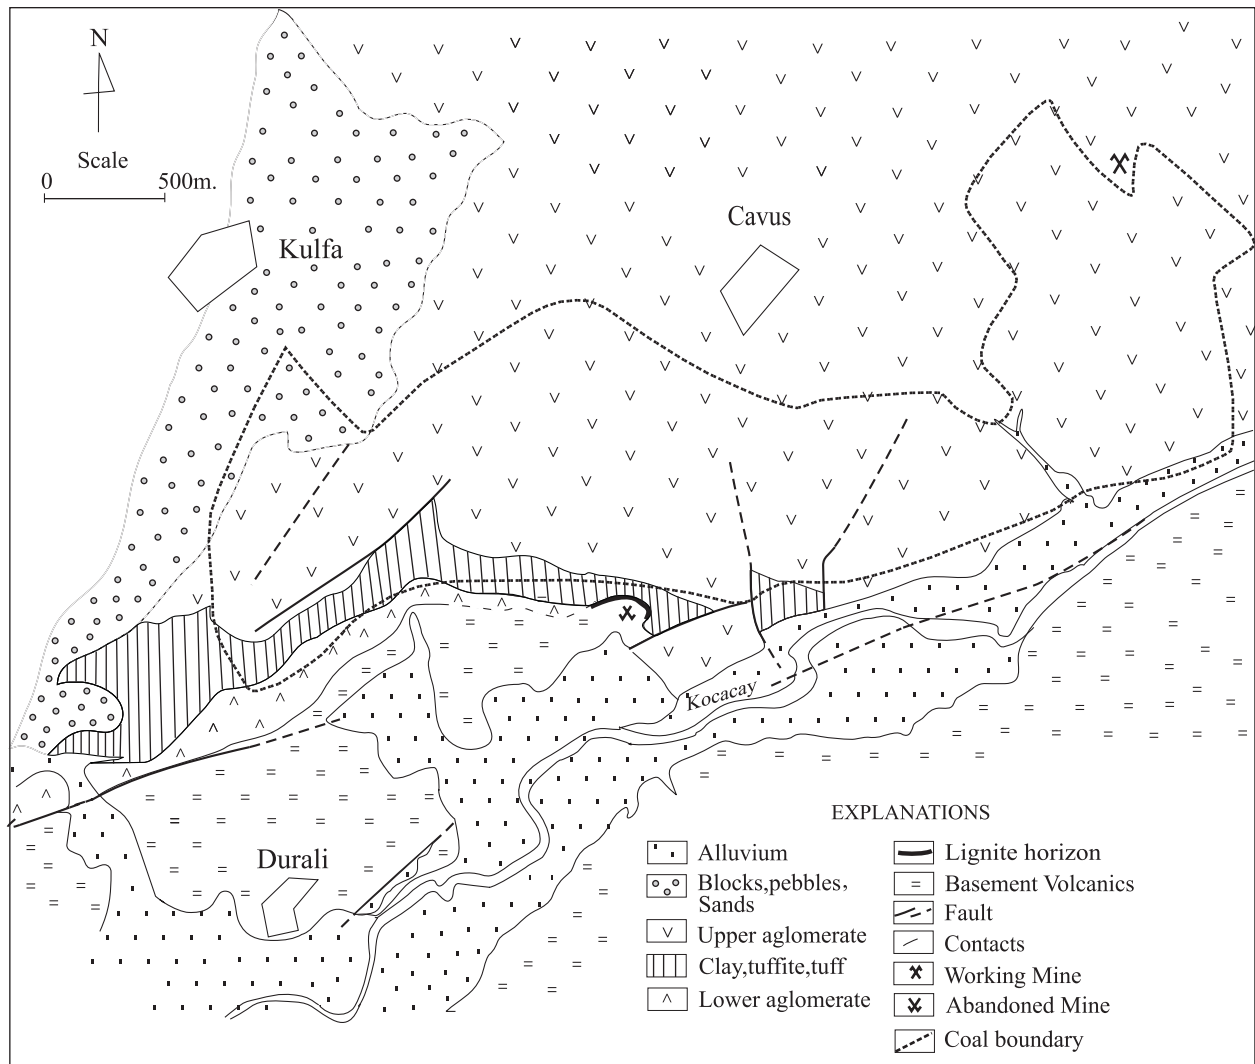 N
Scale
0 500m.
Kulfa
Cavus
Kocacay
Durali
EXPLANATIONS
Alluvium
Blocks,pebbles,
Sands
Upper aglomerate
Clay,tuffite,tuff
Lower aglomerate
Lignite horizon
Basement Volcanics
Fault
Contacts
Working Mine
Abandoned Mine
Coal boundary